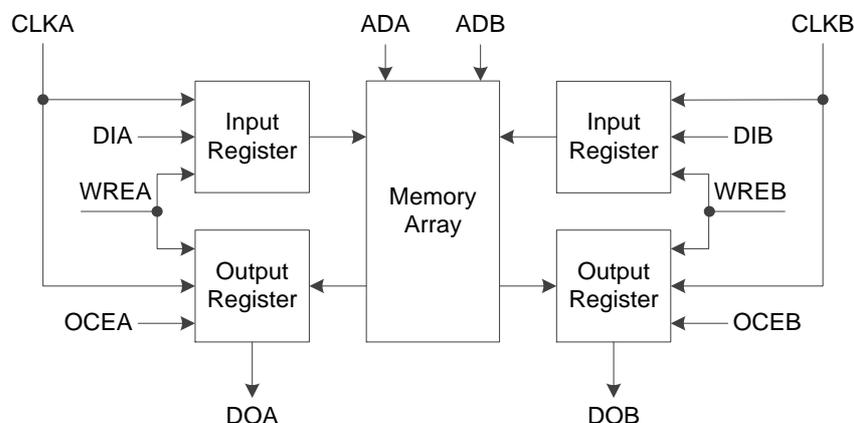 CLKA
ADA
ADB
CLKB
Input
Register
Input
Register
DIA
DIB
WREA
Memory
Array
WREB
Output
Register
Output
Register
OCEA
OCEB
DOA
DOB